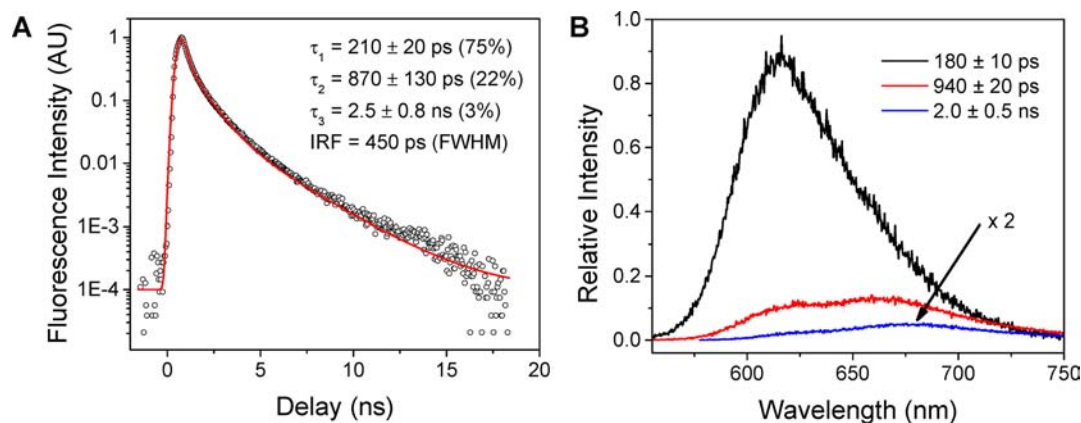 A
Fluorescence Intensity (AU)
1
0.1
0.01
1E-3
1E-4
τ1 = 210 ± 20 ps (75%)
τ2 = 870 ± 130 ps (22%)
τ3 = 2.5 ± 0.8 ns (3%)
IRF = 450 ps (FWHM)
0 5 10 15 20
Delay (ns)
B
Relative Intensity
1.0
0.8
0.6
0.4
0.2
0.0
180 ± 10 ps
940 ± 20 ps
2.0 ± 0.5 ns
x 2
600 650 700 750
Wavelength (nm)